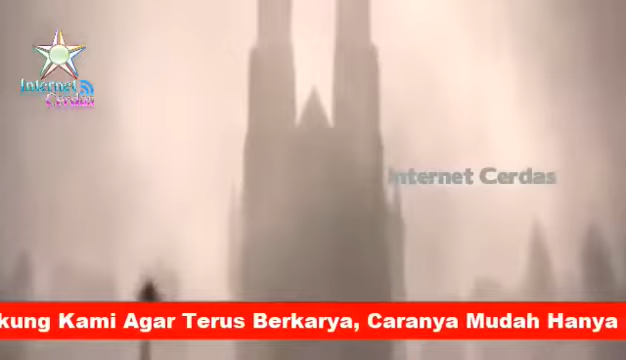 Internet
Cerdas
Internet Cerdas
kung Kami Agar Terus Berkarya, Caranya Mudah Hanya